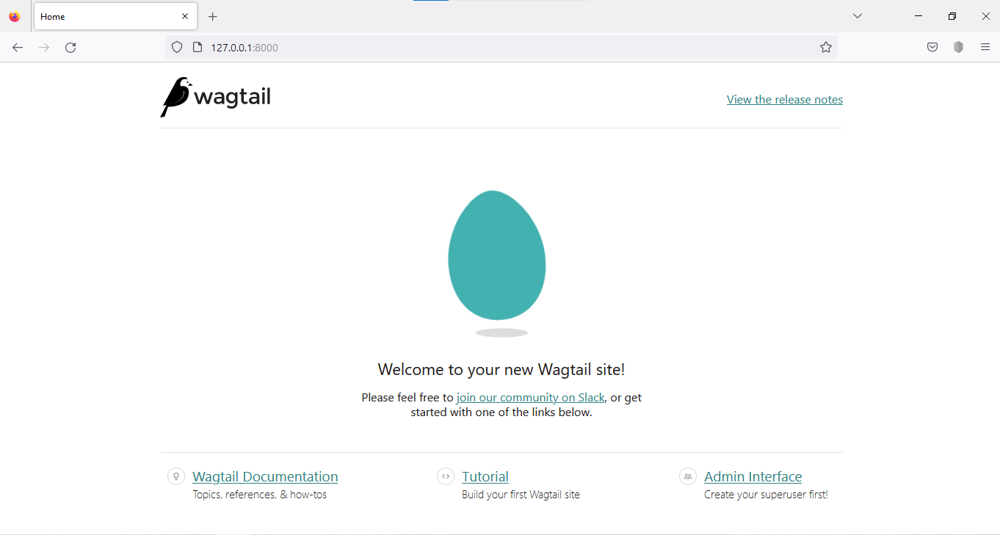 Home
127.0.0.1:8000
wagtail
View the release notes
Welcome to your new Wagtail site!
Please feel free to join our community on Slack, or get
started with one of the links below.
Wagtail Documentation
Topics, references, & how-tos
Tutorial
Build your first Wagtail site
Admin Interface
Create your superuser first!